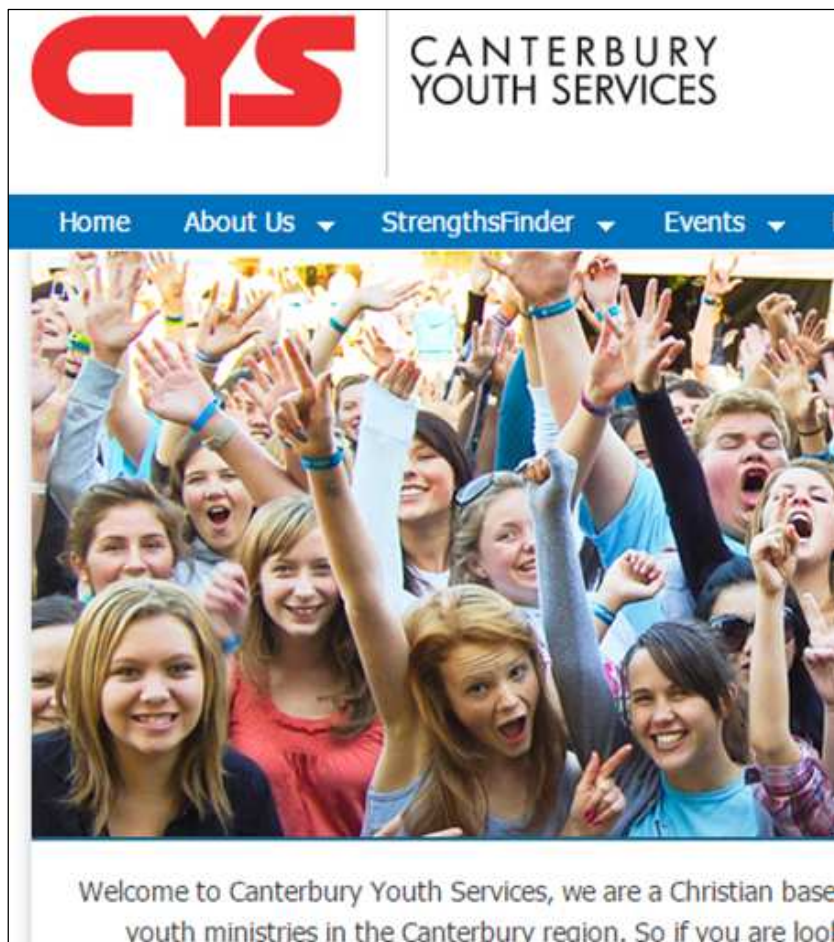 CYS
CANTERBURY
YOUTH SERVICES
Home About Us StrengthsFinder Events
Welcome to Canterbury Youth Services, we are a Christian base
youth ministries in the Canterbury region. So if you are look